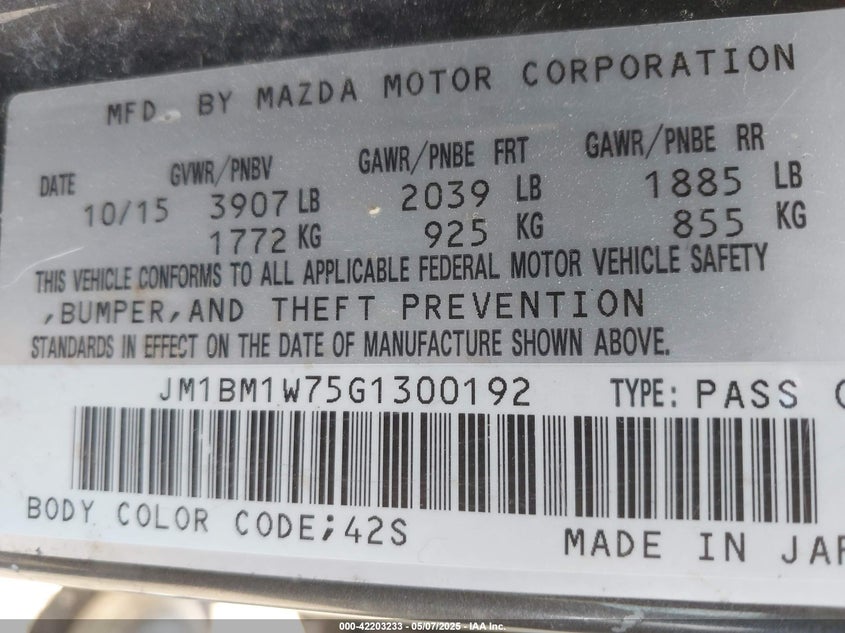 MFD. BY MAZDA MOTOR CORPORATION
DATE GVWR/PNBV GAWR/PNBE FRT GAWR/PNBE RR
10/15 3907 LB 2039 LB 1885 LB
1772 KG 925 KG 855 KG
THIS VEHICLE CONFORMS TO ALL APPLICABLE FEDERAL MOTOR VEHICLE SAFETY
,BUMPER,AND THEFT PREVENTION
STANDARDS IN EFFECT ON THE DATE OF MANUFACTURE SHOWN ABOVE.
JM1BM1W75G1300192 TYPE: PASS
BODY COLOR CODE;42S
MADE IN
000-42203233 - 05/07/2025 - IAA Inc.